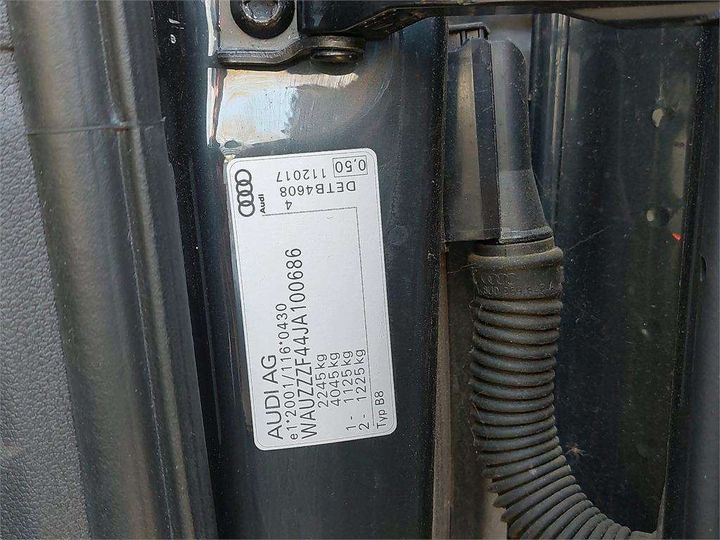 AUDI AG
e1*2001/116*0430
WAUZZZF44JA100686
2245 kg
4045 kg
1- 1125 kg
2- 1225 kg
Typ B8
Audi
DETB4608
4
0,50 112017